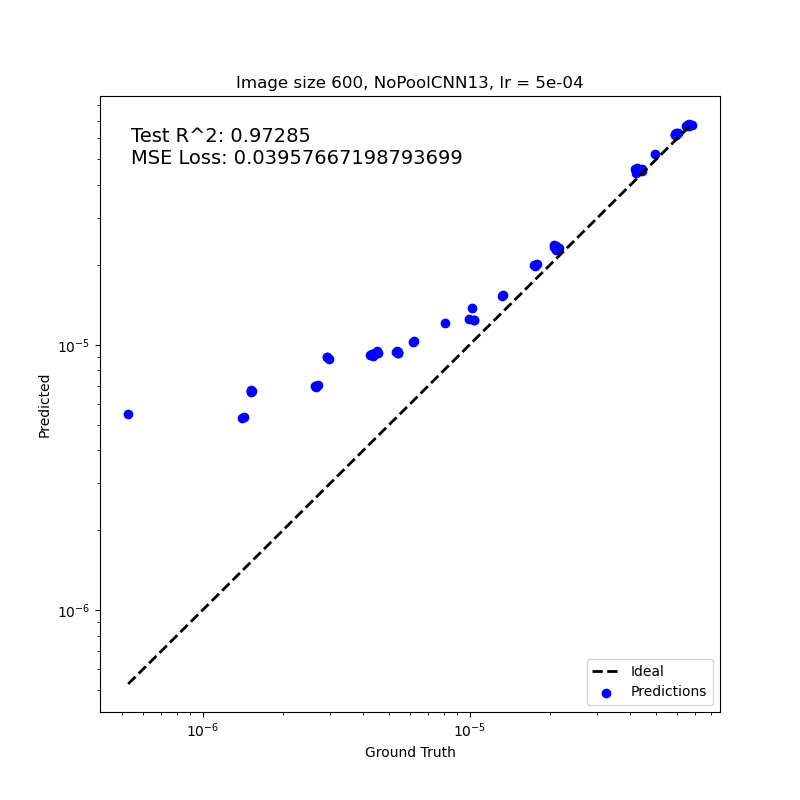 Image size 600, NoPoolCNN13, lr = 5e-04
Test R^2: 0.97285
MSE Loss: 0.03957667198793699
Predicted
10⁻⁵
10⁻⁶
Ideal
Predictions
10⁻⁶
10⁻⁵
Ground Truth